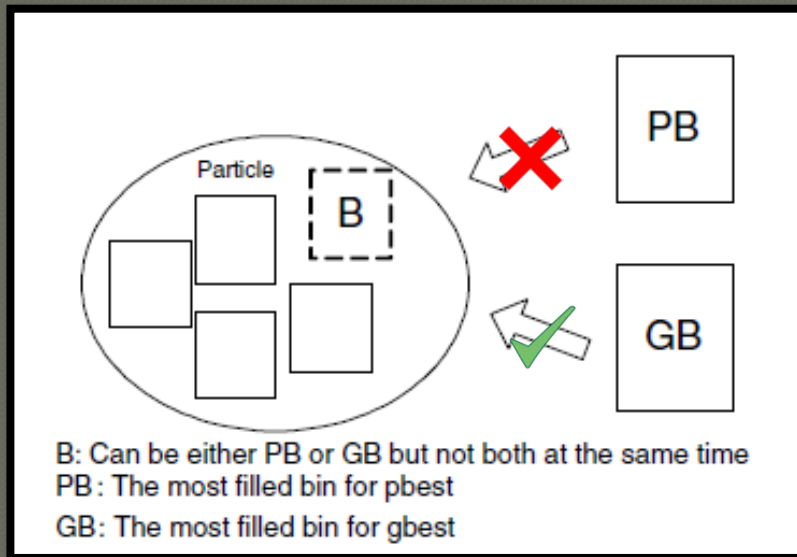 PB
Particle
B
GB
B: Can be either PB or GB but not both at the same time
PB: The most filled bin for pbest
GB: The most filled bin for gbest